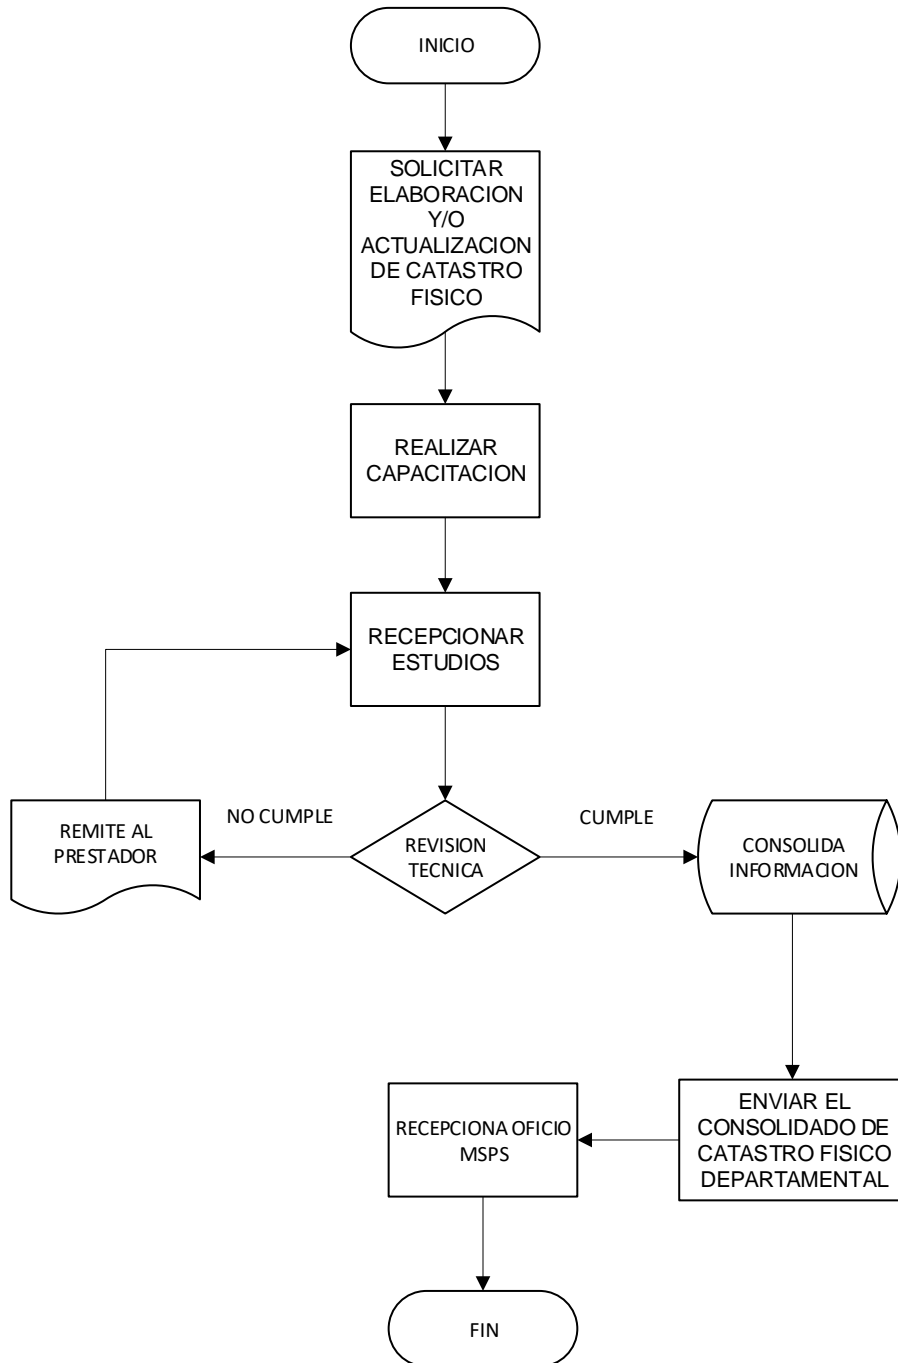 INICIO
SOLICITAR
ELABORACION
Y/O
ACTUALIZACION
DE CATASTRO
FISICO
REALIZAR
CAPACITACION
RECEPCIONAR
ESTUDIOS
NO CUMPLE
CUMPLE
REMITE AL
PRESTADOR
REVISION
TECNICA
CONSOLIDA
INFORMACION
ENVIAR EL
CONSOLIDADO DE
CATASTRO FISICO
DEPARTAMENTAL
RECEPCIONA OFICIO
MSPS
FIN